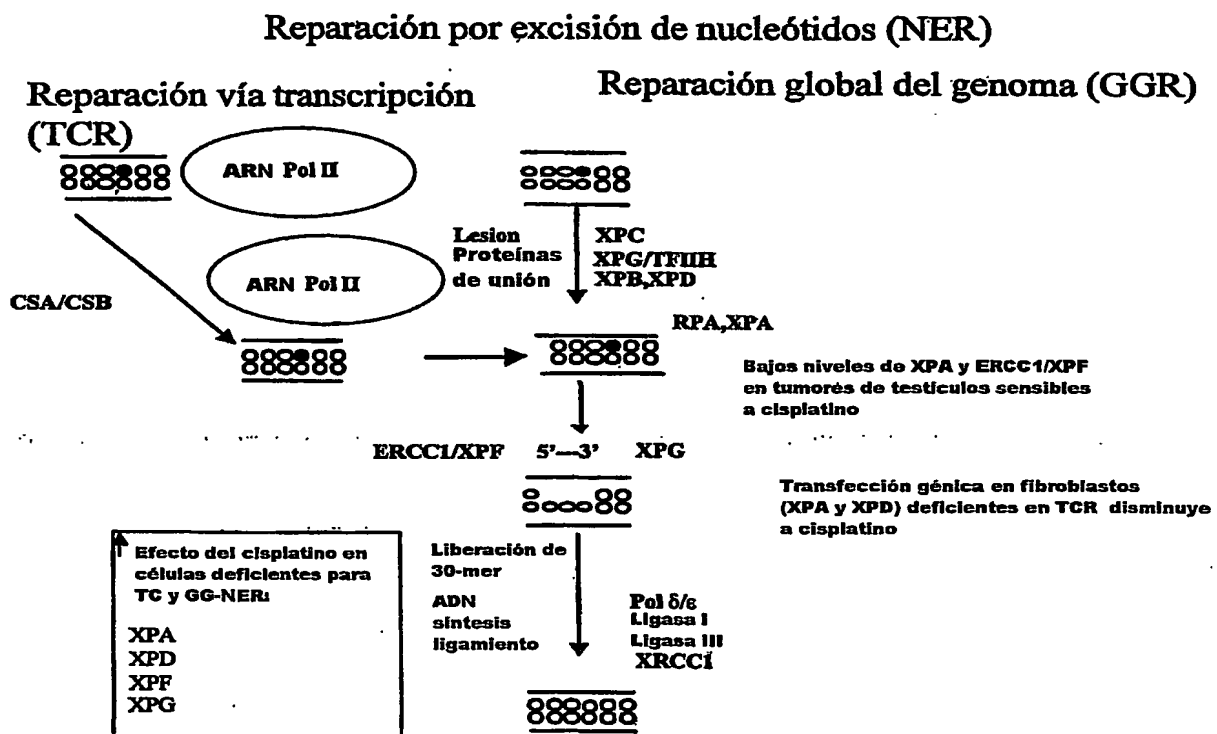 Reparación por excisión de nucleótidos (NER)
Reparación vía transcripción
(TCR)
Reparación global del genoma (GGR)
ARN Pol II
ARN Pol II
CSA/CSB
Lesion
Proteínas
de unión
XPC
XPG/TFIIH
XPB,XPD
RPA,XPA
Bajos niveles de XPA y ERCC1/XPF
en tumores de testículos sensibles
a cisplatino
ERCC1/XPF 5'—3' XPG
Transfección génica en fibroblastos
(XPA y XPD) deficientes en TCR disminuye
a cisplatino
↑ Efecto del cisplatino en
células deficientes para
TC y GG-NER:
XPA
XPD
XPF
XPG
Liberación de
30-mer
ADN
síntesis
ligamiento
Pol δ/ε
Ligasa I
Ligasa III
XRCC1